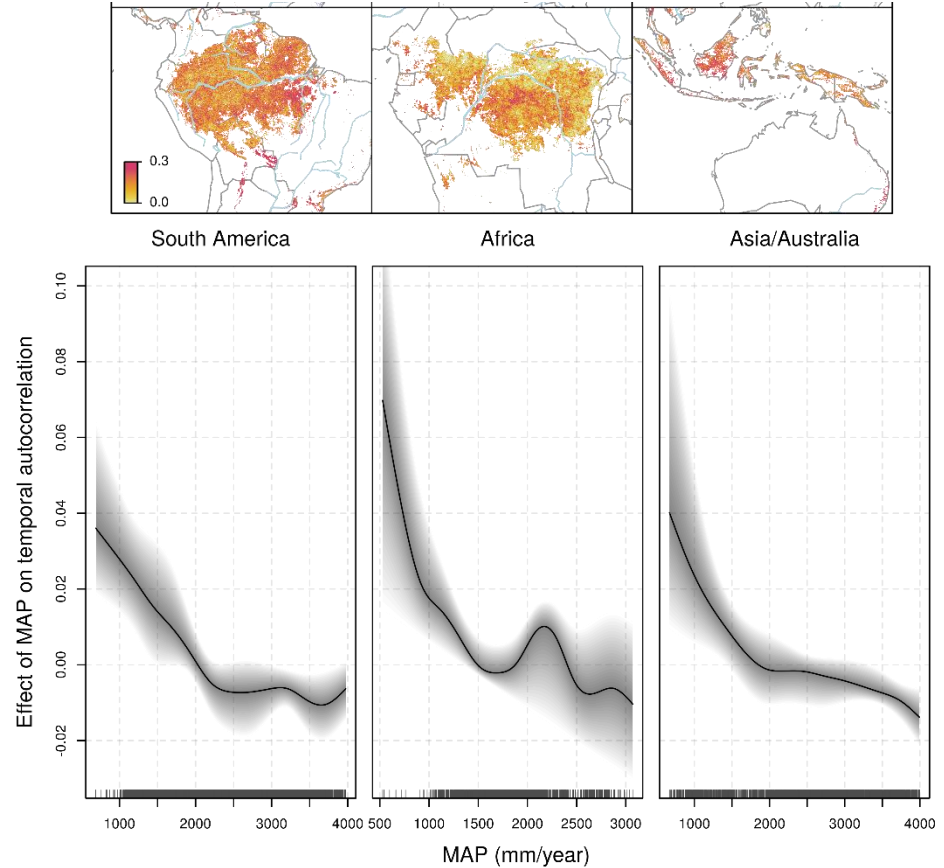 0.3
0.0
South America Africa Asia/Australia
Effect of MAP on temporal autocorrelation
0.10
0.08
0.06
0.04
0.02
0.00
-0.02
1000 2000 3000 4000 500 1000 1500 2000 2500 3000 1000 2000 3000 4000
MAP (mm/year)